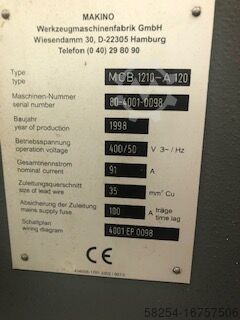 MAKINO
Werkzeugmaschinenfabrik GmbH
Wiesendamm 30, D-22305 Hamburg
Telefon (0 40) 29 80 90
Type MCB 1210-A 120
type
Maschinen-Nummer 80-4001-0098
serial number
Baujahr 1998
year of production
Betriebsspannung 400/50 V 3~/Hz
operation voltage
Gesamtnennstrom 91 A
nominal current
Zuleitungsquerschnitt 35 mm² Cu
size of lead wire
Absicherung der Zuleitung 100 A träge
mains supply fuse time lag
Schaltplan 4001 EP 0098
wiring diagram
CE
58254-16757506